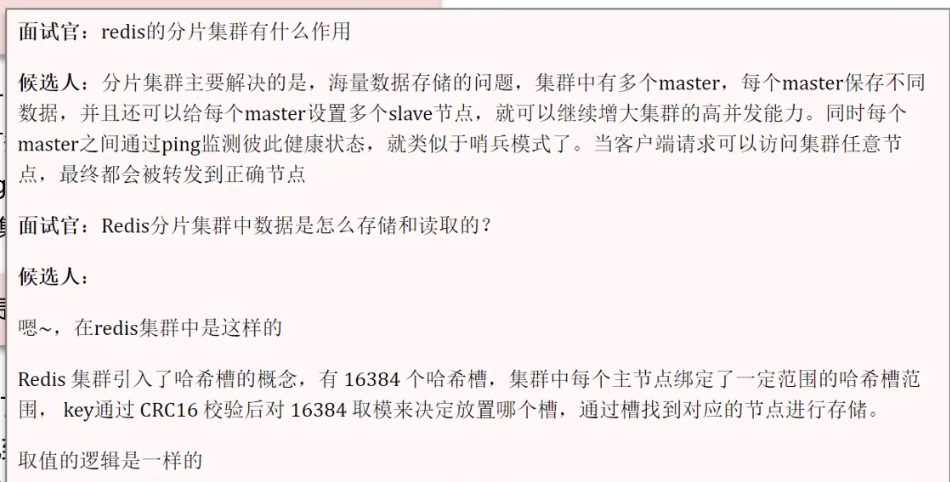 面试官：redis的分片集群有什么作用
候选人：分片集群主要解决的是，海量数据存储的问题，集群中有多个master，每个master保存不同
数据，并且还可以给每个master设置多个slave节点，就可以继续增大集群的高并发能力。同时每个
master之间通过ping监测彼此健康状态，就类似于哨兵模式了。当客户端请求可以访问集群任意节
点，最终都会被转发到正确节点
面试官：Redis分片集群中数据是怎么存储和读取的？
候选人：
嗯~，在redis集群中是这样的
Redis 集群引入了哈希槽的概念，有 16384 个哈希槽，集群中每个主节点绑定了一定范围的哈希槽范
围， key通过 CRC16 校验后对 16384 取模来决定放置哪个槽，通过槽找到对应的节点进行存储。
取值的逻辑是一样的